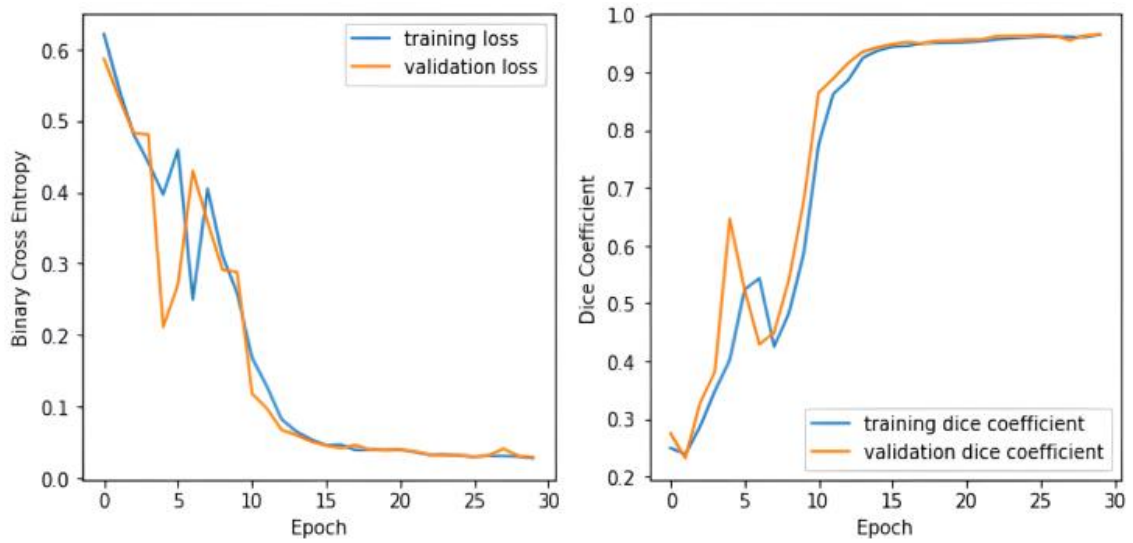 0.6
0.5
0.4
0.3
0.2
0.1
0.0
Binary Cross Entropy
training loss
validation loss
0 5 10 15 20 25 30
Epoch
1.0
0.9
0.8
0.7
0.6
0.5
0.4
0.3
0.2
Dice Coefficient
training dice coefficient
validation dice coefficient
0 5 10 15 20 25 30
Epoch